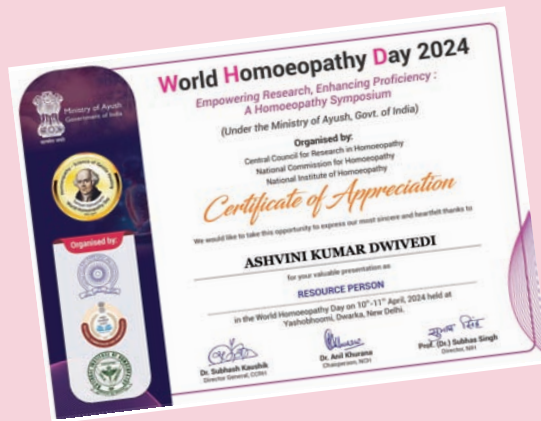 Ministry of Ayush
Government of India
Organised by:
World Homoeopathy Day 2024
Empowering Research, Enhancing Proficiency :
A Homoeopathy Symposium
(Under the Ministry of Ayush, Govt. of India)
Organised by:
Central Council for Research in Homoeopathy
National Commission for Homoeopathy
National Institute of Homoeopathy
Certificate of Appreciation
We would like to take this opportunity to express our most sincere and heartfelt thanks to
ASHVINI KUMAR DWIVEDI
for your valuable presentation as
RESOURCE PERSON
in the World Homoeopathy Day on 10th-11th April, 2024 held at
Yashobhoomi, Dwarka, New Delhi.
Dr. Subhash Kaushik
Director General, CCRH
Dr. Anil Khurana
Chairperson, NCH
Prof. (Dr.) Subhas Singh
Director, NIH